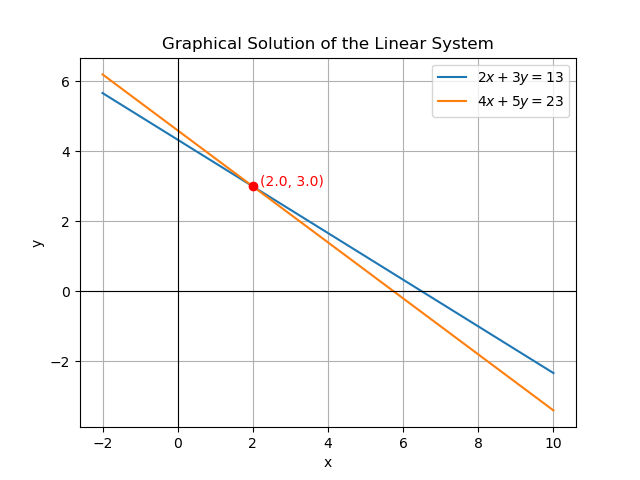 Graphical Solution of the Linear System
2x + 3y = 13
4x + 5y = 23
(2.0, 3.0)
6
4
2
0
−2
y
−2
0
2
4
6
8
10
x